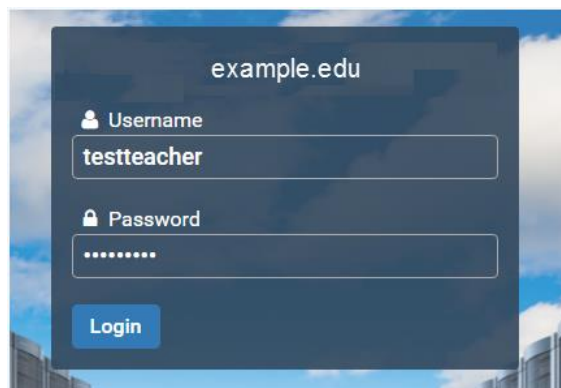 example.edu
Username
testteacher
Password
•••••••••
Login